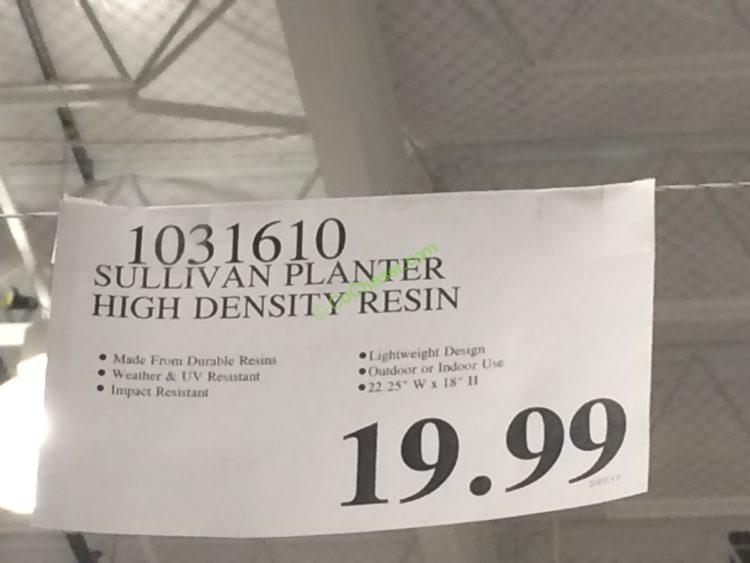 1031610
SULLIVAN PLANTER
HIGH DENSITY RESIN
• Made From Durable Resins
• Weather & UV Resistant
• Impact Resistant
• Lightweight Design
• Outdoor or Indoor Use
• 22.25" W x 18" H
19.99